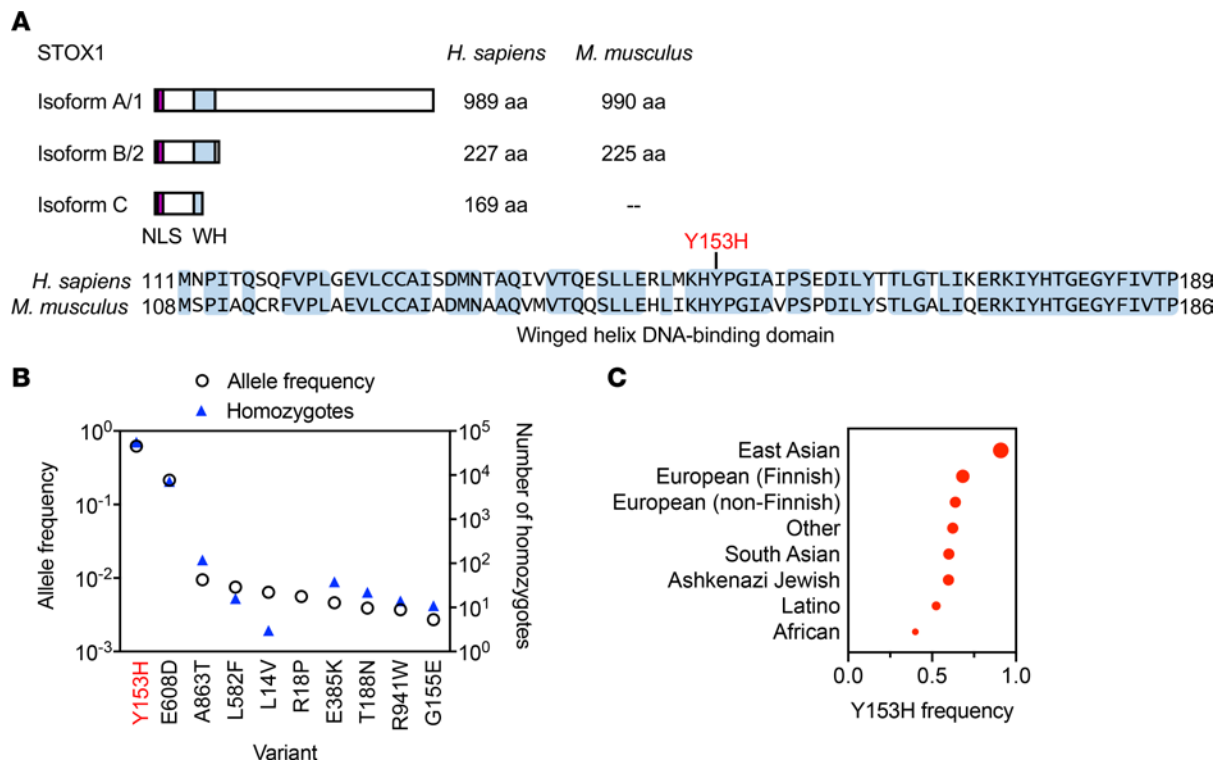 A
STOX1 H. sapiens M. musculus
Isoform A/1 989 aa 990 aa
Isoform B/2 227 aa 225 aa
Isoform C 169 aa --
NLS WH
Y153H
H. sapiens 111 MNPITQSQFVPLGEVLCCAISDMNTAQIVVTQESLLERLMKHYPGIAIPSEDILYTTLGTLIKERKIYHTGEGYFIVTP 189
M. musculus 108 MSPIAQCRFVPLAEVLCCAIADMNAAQVMVTQQSLLEHLIKHYPGIAVPSPDILYSTLGALIQERKIYHTGEGYFIVTP 186
Winged helix DNA-binding domain
B
Allele frequency
Homozygotes
Allele frequency
10^0
10^-1
10^-2
10^-3
Number of homozygotes
10^5
10^4
10^3
10^2
10^1
10^0
Y153H E608D A863T L582F L14V R18P E385K T188N R941W G155E
Variant
C
East Asian
European (Finnish)
European (non-Finnish)
Other
South Asian
Ashkenazi Jewish
Latino
African
0.0 0.5 1.0
Y153H frequency